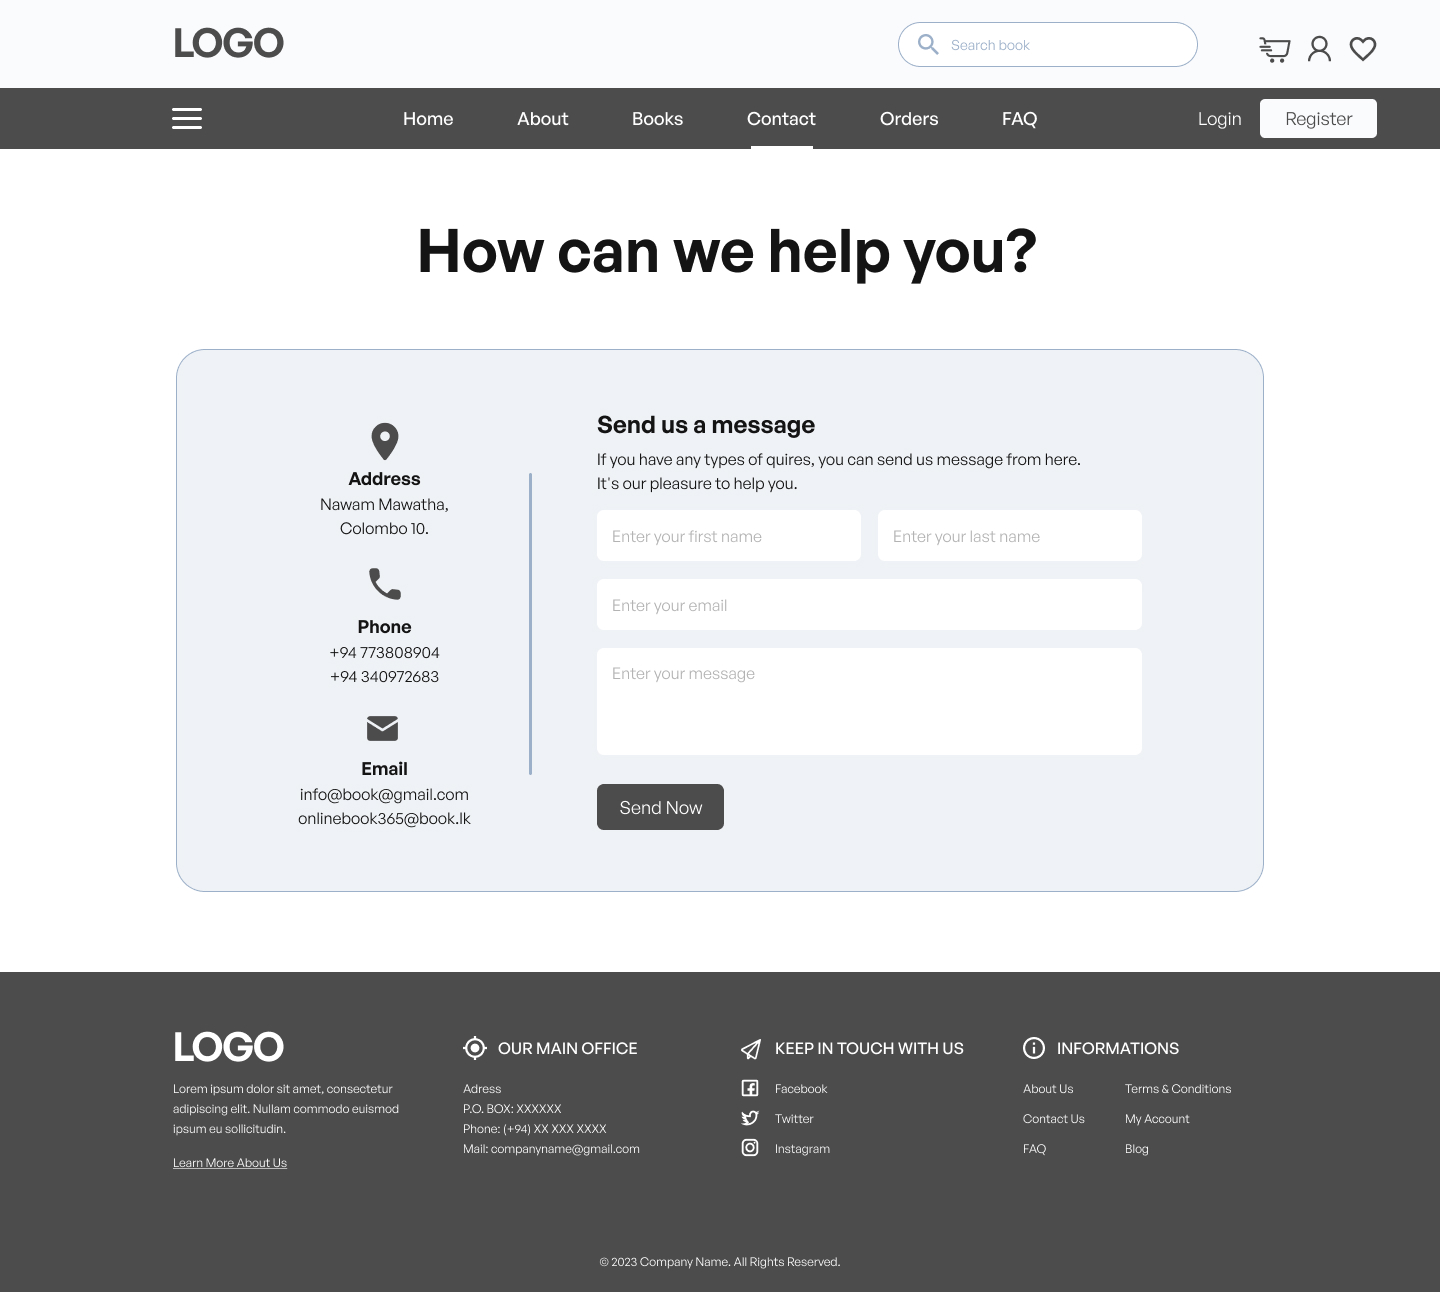 LOGO
Search book
Home About Books Contact Orders FAQ
Login Register
How can we help you?
Address
Nawam Mawatha,
Colombo 10.
Phone
+94 773808904
+94 340972683
Email
info@book@gmail.com
onlinebook365@book.lk
Send us a message
If you have any types of quires, you can send us message from here.
It's our pleasure to help you.
Enter your first name
Enter your last name
Enter your email
Enter your message
Send Now
LOGO
Lorem ipsum dolor sit amet, consectetur
adipiscing elit. Nullam commodo euismod
ipsum eu sollicitudin.
Learn More About Us
OUR MAIN OFFICE
Adress
P.O. BOX: XXXXXX
Phone: (+94) XX XXX XXXX
Mail: companyname@gmail.com
KEEP IN TOUCH WITH US
Facebook
Twitter
Instagram
INFORMATIONS
About Us
Contact Us
FAQ
Terms & Conditions
My Account
Blog
© 2023 Company Name. All Rights Reserved.